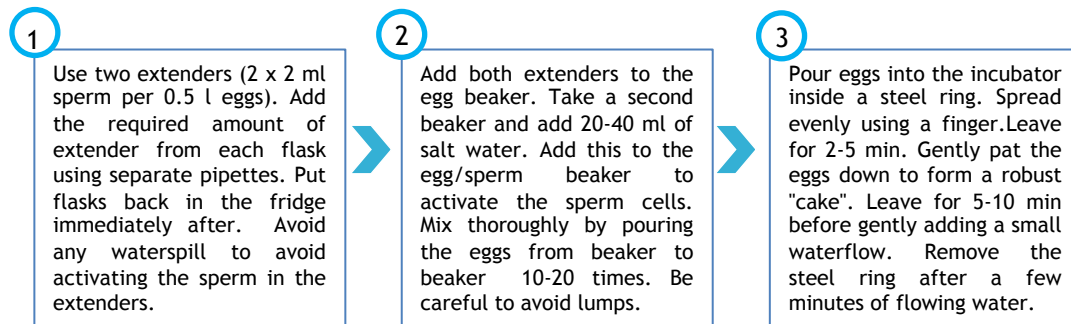 1
Use two extenders (2 x 2 ml
sperm per 0.5 l eggs). Add
the required amount of
extender from each flask
using separate pipettes. Put
flasks back in the fridge
immediately after. Avoid
any waterspill to avoid
activating the sperm in the
extenders.
2
Add both extenders to the
egg beaker. Take a second
beaker and add 20-40 ml of
salt water. Add this to the
egg/sperm beaker to
activate the sperm cells.
Mix thoroughly by pouring
the eggs from beaker to
beaker 10-20 times. Be
careful to avoid lumps.
3
Pour eggs into the incubator
inside a steel ring. Spread
evenly using a finger.Leave
for 2-5 min. Gently pat the
eggs down to form a robust
"cake". Leave for 5-10 min
before gently adding a small
waterflow. Remove the
steel ring after a few
minutes of flowing water.